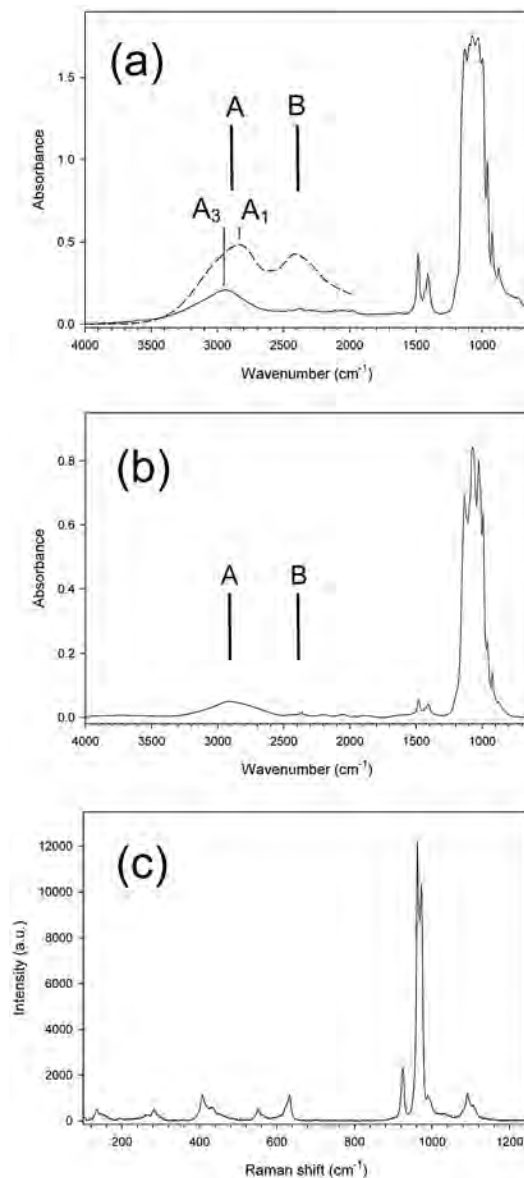 (a)
A B
A₃ A₁
Absorbance
1.5
1.0
0.5
0.0
4000 3500 3000 2500 2000 1500 1000
Wavenumber (cm⁻¹)
(b)
A B
Absorbance
0.8
0.6
0.4
0.2
0.0
4000 3500 3000 2500 2000 1500 1000
Wavenumber (cm⁻¹)
(c)
Intensity (a.u.)
12000
10000
8000
6000
4000
2000
0
200 400 600 800 1000 1200
Raman shift (cm⁻¹)